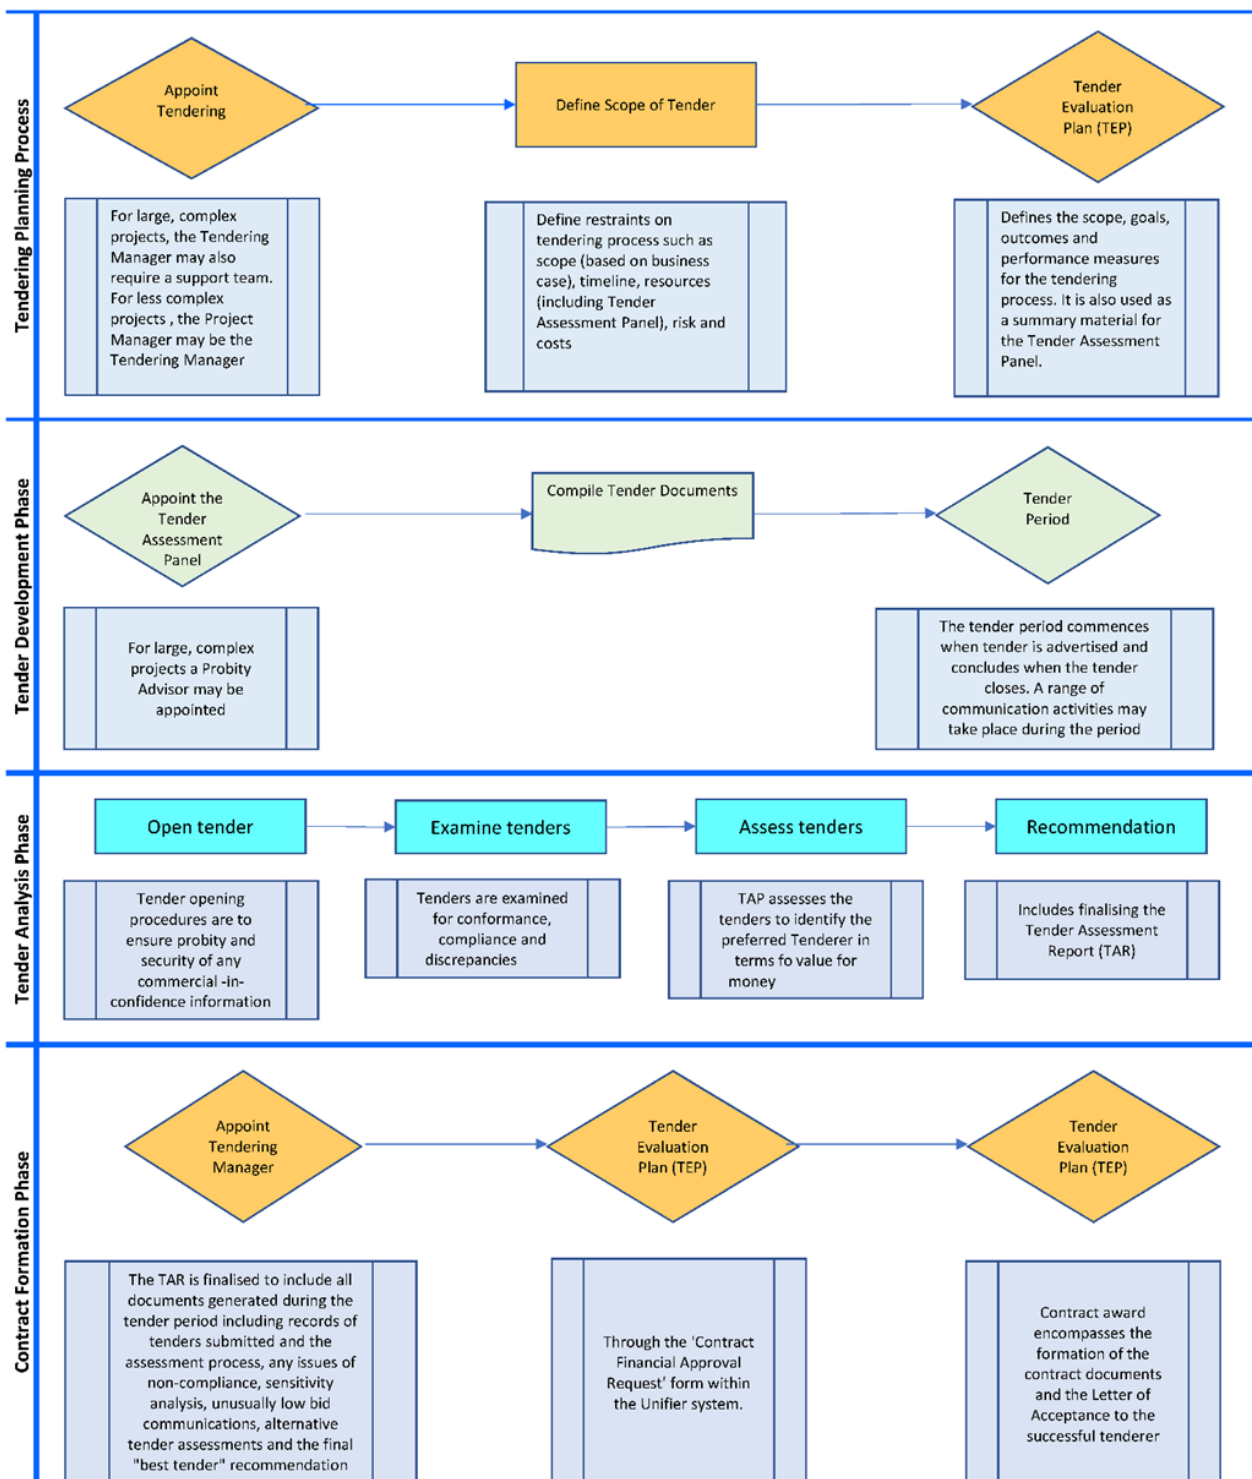 Tendering Planning Process
Appoint
Tendering
Define Scope of Tender
Tender
Evaluation
Plan (TEP)
For large, complex
projects, the Tendering
Manager may also
require a support team.
For less complex
projects , the Project
Manager may be the
Tendering Manager
Define restraints on
tendering process such as
scope (based on business
case), timeline, resources
(including Tender
Assessment Panel), risk and
costs
Defines the scope, goals,
outcomes and
performance measures
for the tendering
process. It is also used as
a summary material for
the Tender Assessment
Panel.
Tender Development Phase
Appoint the
Tender
Assessment
Panel
Compile Tender Documents
Tender
Period
For large, complex
projects a Probity
Advisor may be
appointed
The tender period commences
when tender is advertised and
concludes when the tender
closes. A range of
communication activities may
take place during the period
Tender Analysis Phase
Open tender
Examine tenders
Assess tenders
Recommendation
Tender opening
procedures are to
ensure probity and
security of any
commercial -in-
confidence information
Tenders are examined
for conformance,
compliance and
discrepancies
TAP assesses the
tenders to identify the
preferred Tenderer in
terms fo value for
money
Includes finalising the
Tender Assessment
Report (TAR)
Contract Formation Phase
Appoint
Tendering
Manager
Tender
Evaluation
Plan (TEP)
Tender
Evaluation
Plan (TEP)
The TAR is finalised to include all
documents generated during the
tender period including records of
tenders submitted and the
assessment process, any issues of
non-compliance, sensitivity
analysis, unusually low bid
communications, alternative
tender assessments and the final
"best tender" recommendation
Through the 'Contract
Financial Approval
Request' form within
the Unifier system.
Contract award
encompasses the
formation of the
contract documents
and the Letter of
Acceptance to the
successful tenderer